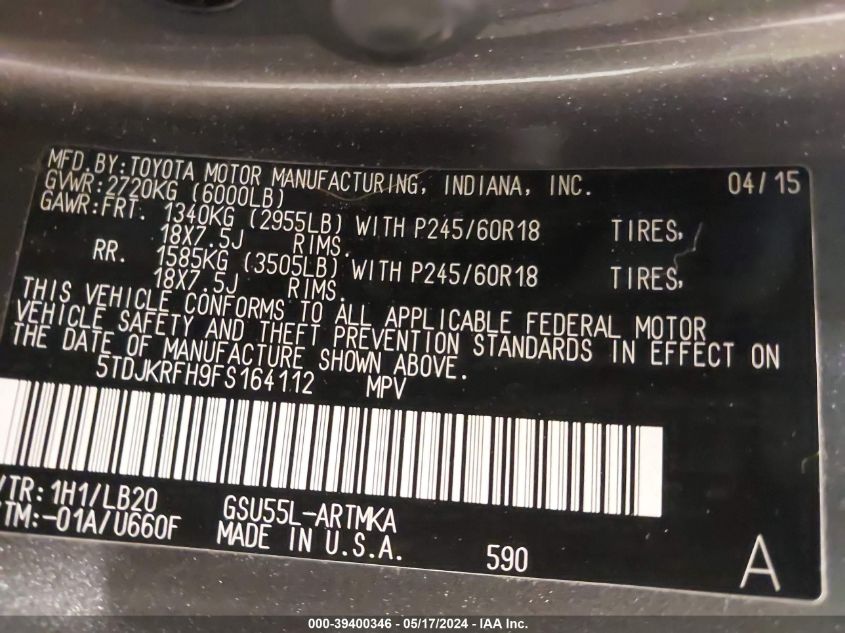 MFD. BY: TOYOTA MOTOR MANUFACTURING, INDIANA, INC. 04/15
GVWR: 2720KG (6000LB)
GAWR: FRT. 1340KG (2955LB) WITH P245/60R18 TIRES,
18X7.5J RIMS.
RR. 1585KG (3505LB) WITH P245/60R18 TIRES,
18X7.5J RIMS.
THIS VEHICLE CONFORMS TO ALL APPLICABLE FEDERAL MOTOR
VEHICLE SAFETY AND THEFT PREVENTION STANDARDS IN EFFECT ON
THE DATE OF MANUFACTURE SHOWN ABOVE.
5TDJKRFH9FS164112 MPV
/TR: 1H1/LB20 GSU55L-ARTMKA
TM:-01A/U660F MADE IN U.S.A. 590 A
000-39400346 - 05/17/2024 - IAA Inc.